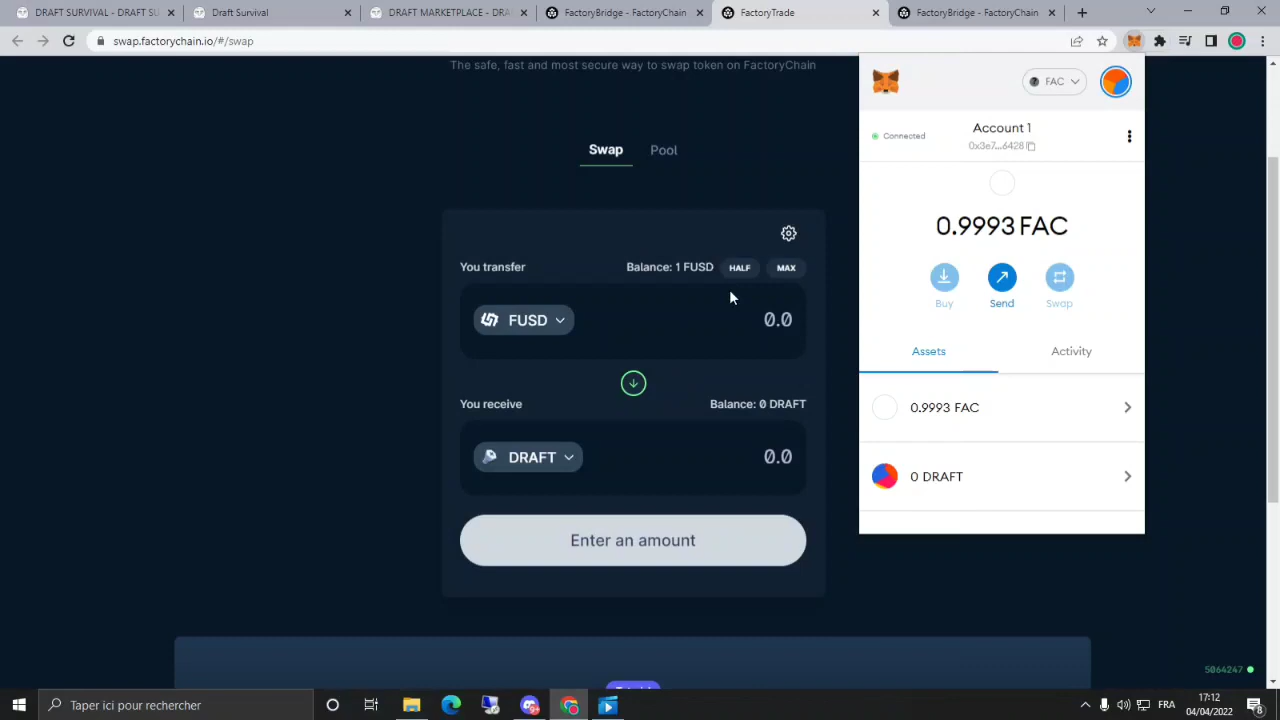 DRAFT SURVIVAL - DRAFT SU
Draft Survival
DRAFT MARKETPLACE - DRA
FactoryBridge - FactoryChain
FactoryTrade
FactoryBridge - FactoryChain
swap.factorychain.io/#/swap
The safe, fast and most secure way to swap token on FactoryChain
Swap
Pool
You transfer
Balance: 1 FUSD
HALF
MAX
FUSD
0.0
You receive
Balance: 0 DRAFT
DRAFT
0.0
Enter an amount
FAC
Connected
Account 1
0x3e7...6428
0.9993 FAC
Buy
Send
Swap
Assets
Activity
0.9993 FAC
0 DRAFT
5064247
Taper ici pour rechercher
FRA
17:12
04/04/2022